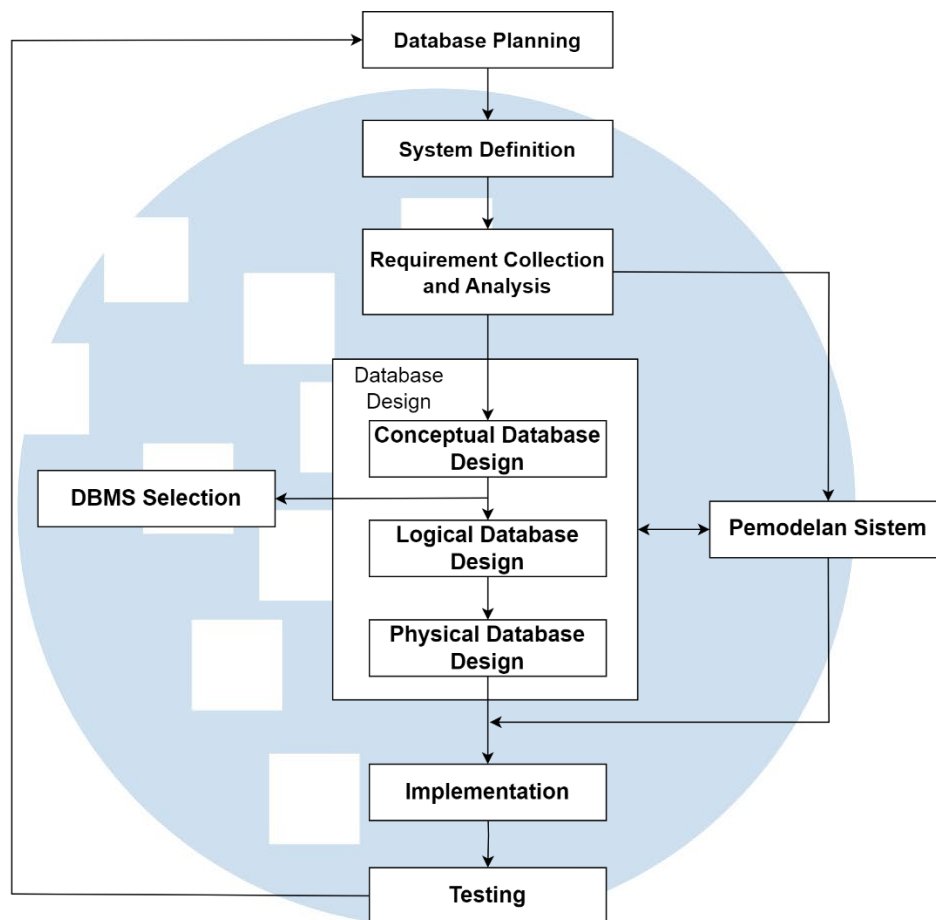 Database Planning
System Definition
Requirement Collection
and Analysis
Database
Design
Conceptual Database
Design
DBMS Selection
Logical Database
Design
Pemodelan Sistem
Physical Database
Design
Implementation
Testing